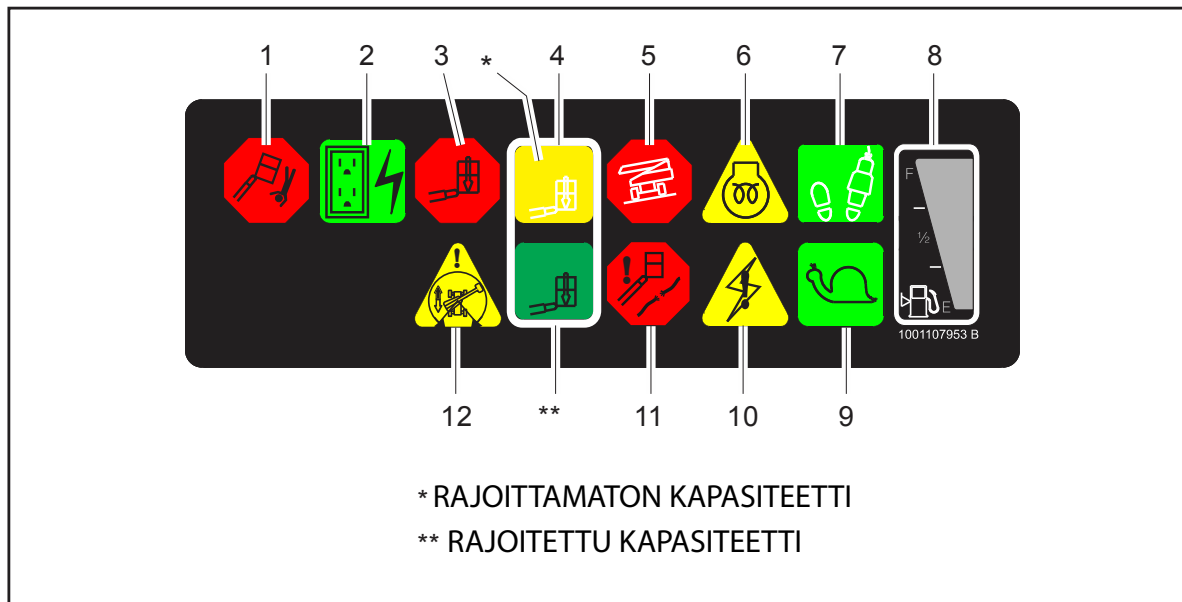 1 2 3 * 4 5 6 7 8
F
½
E
1001107953 B
12 ** 11 10 9
* RAJOITTAMATON KAPASITEETTI
** RAJOITETTU KAPASITEETTI